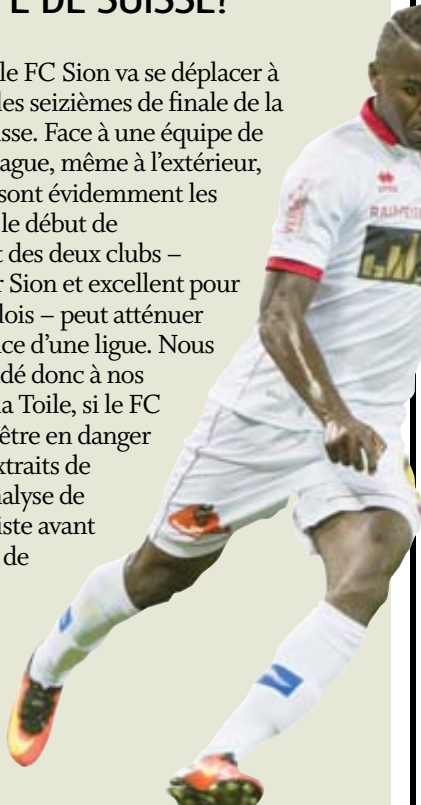 E DE SUISSE?
le FC Sion va se déplacer à
les seizièmes de finale de la
sse. Face à une équipe de
ague, même à l’extérieur,
sont évidemment les
le début de
t des deux clubs –
r Sion et excellent pour
lois – peut atténuer
ce d’une ligue. Nous
dé donc à nos
la Toile, si le FC
être en danger
xtraits de
nalyse de
iste avant
de